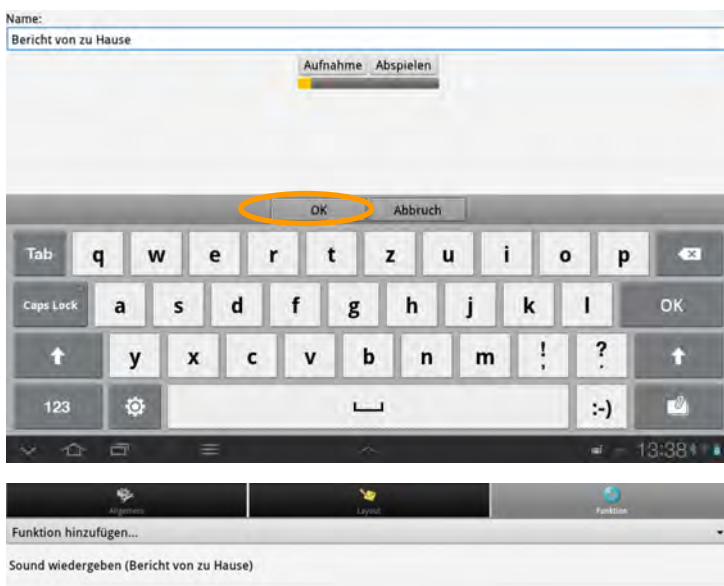 Name:
Bericht von zu Hause
Aufnahme Abspielen
OK Abbruch
Tab q w e r t z u i o p
Caps Lock a s d f g h j k l OK
y x c v b n m ! , ? .
123 :-)
13:38
Allgemein Layout Funktion
Funktion hinzufügen...
Sound wiedergeben (Bericht von zu Hause)